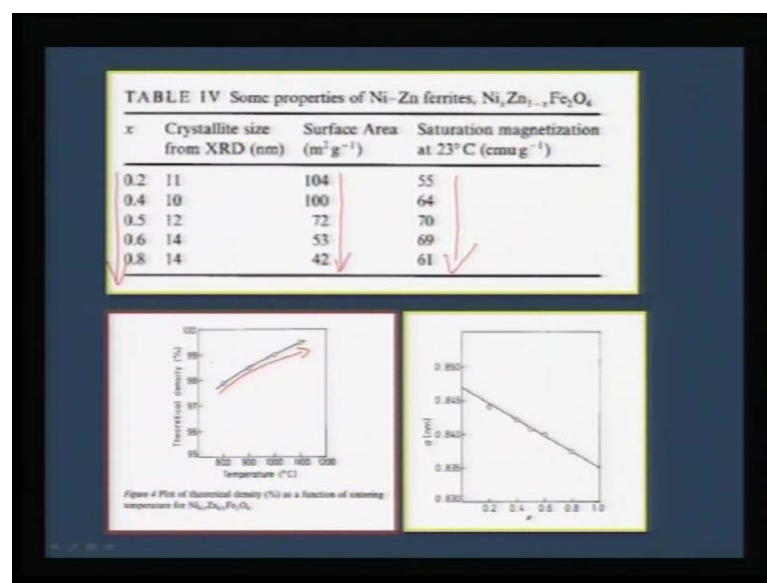 TABLE IV Some properties of Ni–Zn ferrites, NiₓZn₁₋ₓFe₂O₄
x Crystallite size from XRD (nm) Surface Area (m² g⁻¹) Saturation magnetization at 23° C (emu g⁻¹)
0.2 11 104 55
0.4 10 100 64
0.5 12 72 70
0.6 14 53 69
0.8 14 42 61
Theoretical density (%)
100
99
98
97
96
95
800 900 1000 1100 1200
Temperature (°C)
Figure 4 Plot of theoretical density (%) as a function of sintering
temperature for
a (nm)
0.850
0.845
0.840
0.835
0.830
0.2 0.4 0.6 0.8 1.0
x